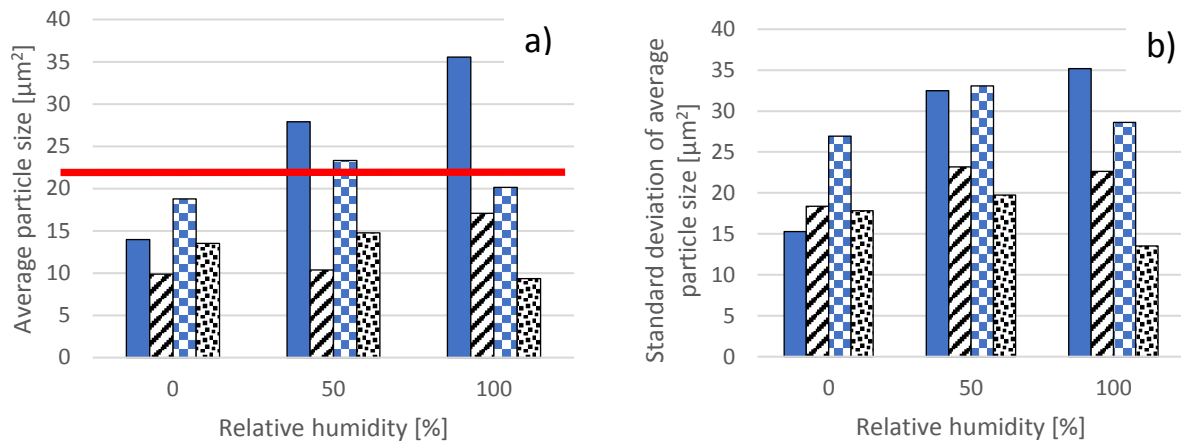 a)
Average particle size [µm²]
40
35
30
25
20
15
10
5
0
0 50 100
Relative humidity [%]
b)
Standard deviation of average
particle size [µm²]
40
35
30
25
20
15
10
5
0
0 50 100
Relative humidity [%]